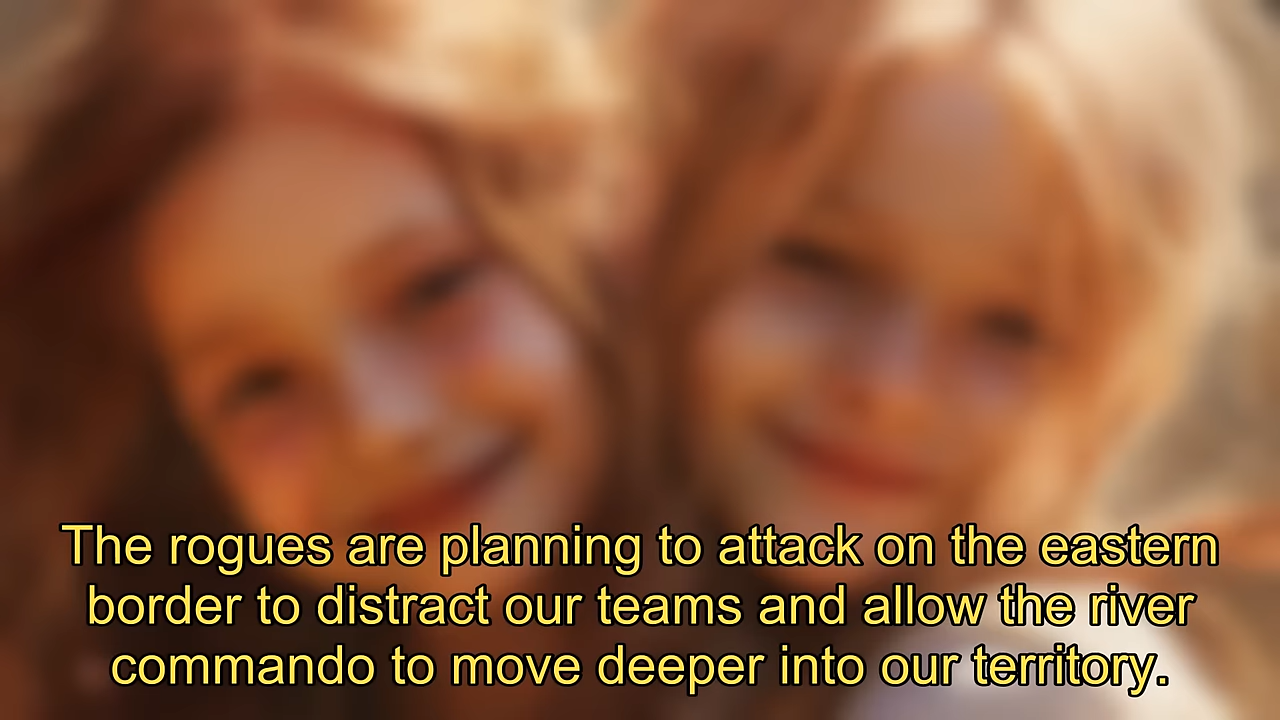 The rogues are planning to attack on the eastern
border to distract our teams and allow the river
commando to move deeper into our territory.